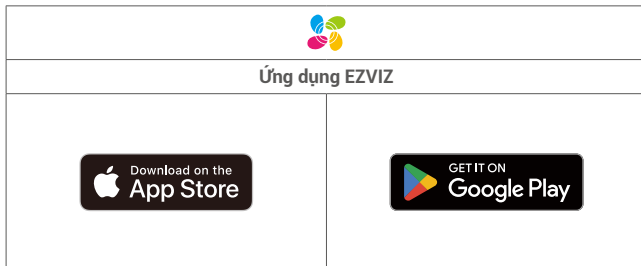 Ứng dụng EZVIZ
Download on the
App Store
GET IT ON
Google Play